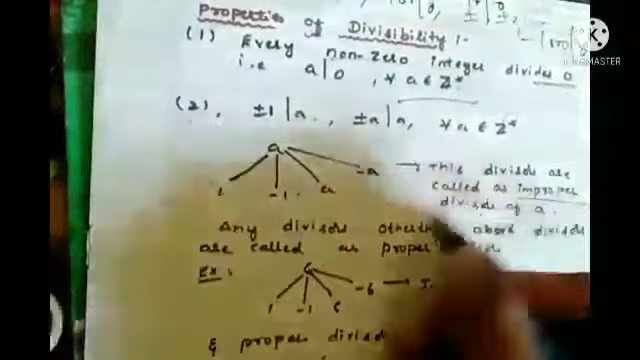 Properties of Divisibility :-
(1) Every non-zero integer divides 0
i.e a|0 , ∀ a ∈ Z*
(2), ±1|a , ±a|a, ∀ a ∈ Z*
a
1 -1 a -a → This divisors are
called as improper
divisors of a.
Any divisors other than above divisors
are called as proper
Ex: 6
1 -1 6 -6 →
& proper
KINEMASTER